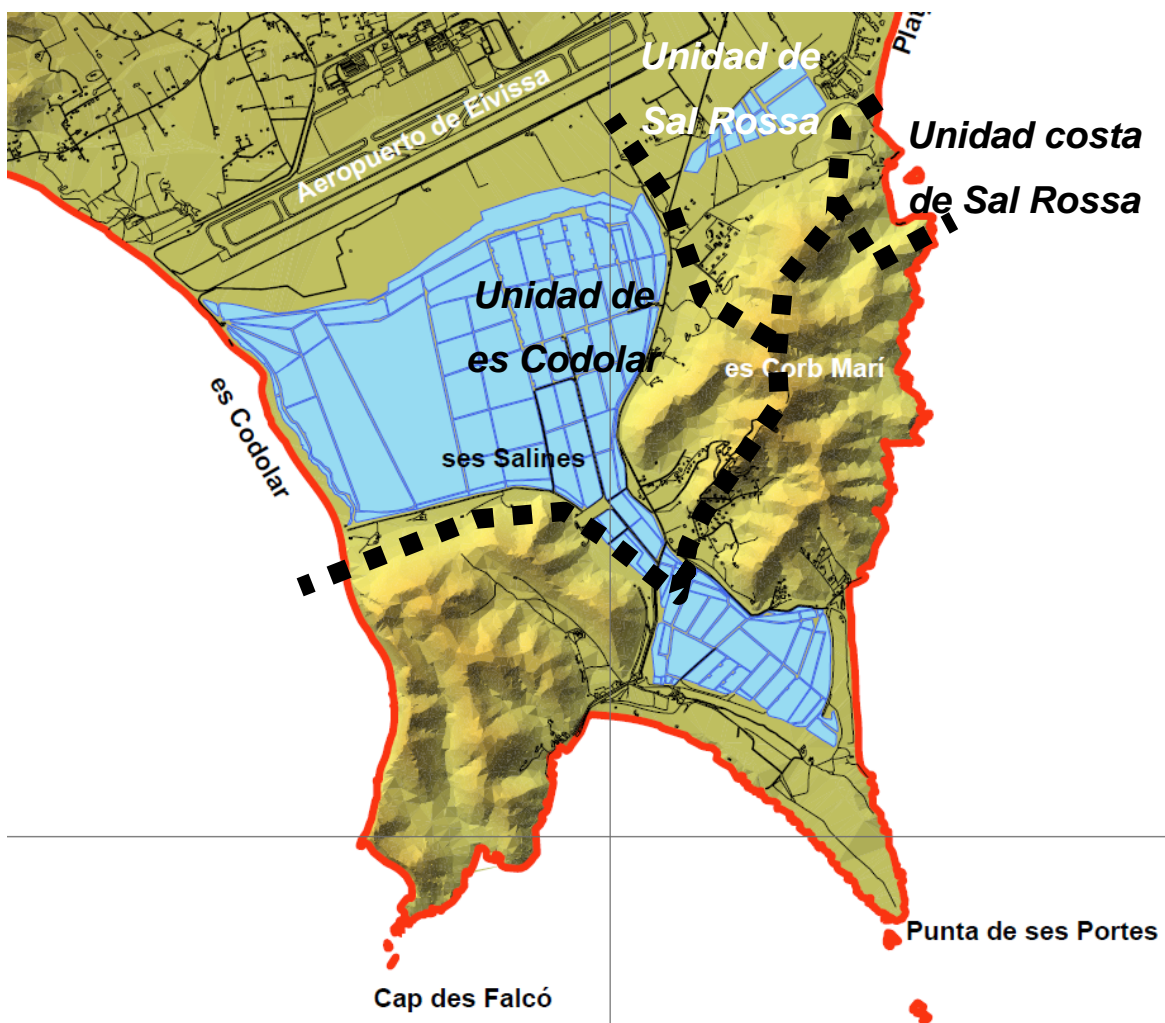 Plat
Unidad de
Sal Rossa
Aeropuerto de Eivissa
Unidad costa
de Sal Rossa
Unidad de
es Codolar
es Corb Marí
es Codolar
ses Salines
Punta de ses Portes
Cap des Falcó